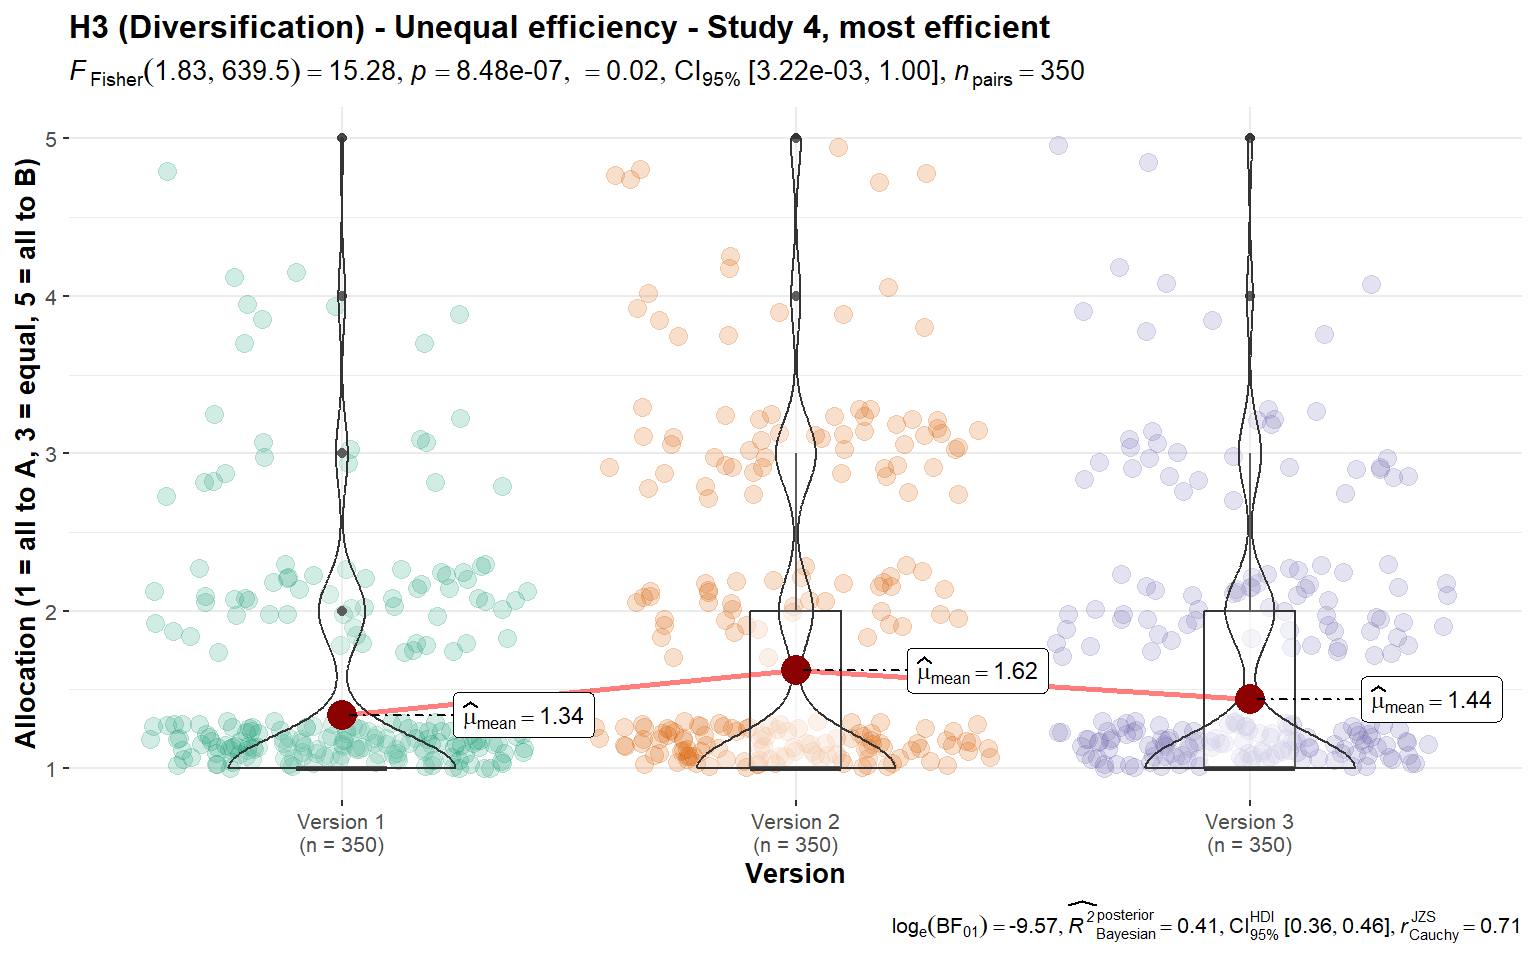 H3 (Diversification) - Unequal efficiency - Study 4, most efficient
F Fisher(1.83, 639.5) = 15.28, p = 8.48e-07, = 0.02, CI95% [3.22e-03, 1.00], n pairs = 350
Allocation (1 = all to A, 3 = equal, 5 = all to B)
5
4
3
2
1
μ̂mean = 1.34
μ̂mean = 1.62
μ̂mean = 1.44
Version 1
(n = 350)
Version 2
(n = 350)
Version 3
(n = 350)
Version
loge(BF01) = -9.57, R̂² posterior Bayesian = 0.41, CI HDI 95% [0.36, 0.46], r JZS Cauchy = 0.71